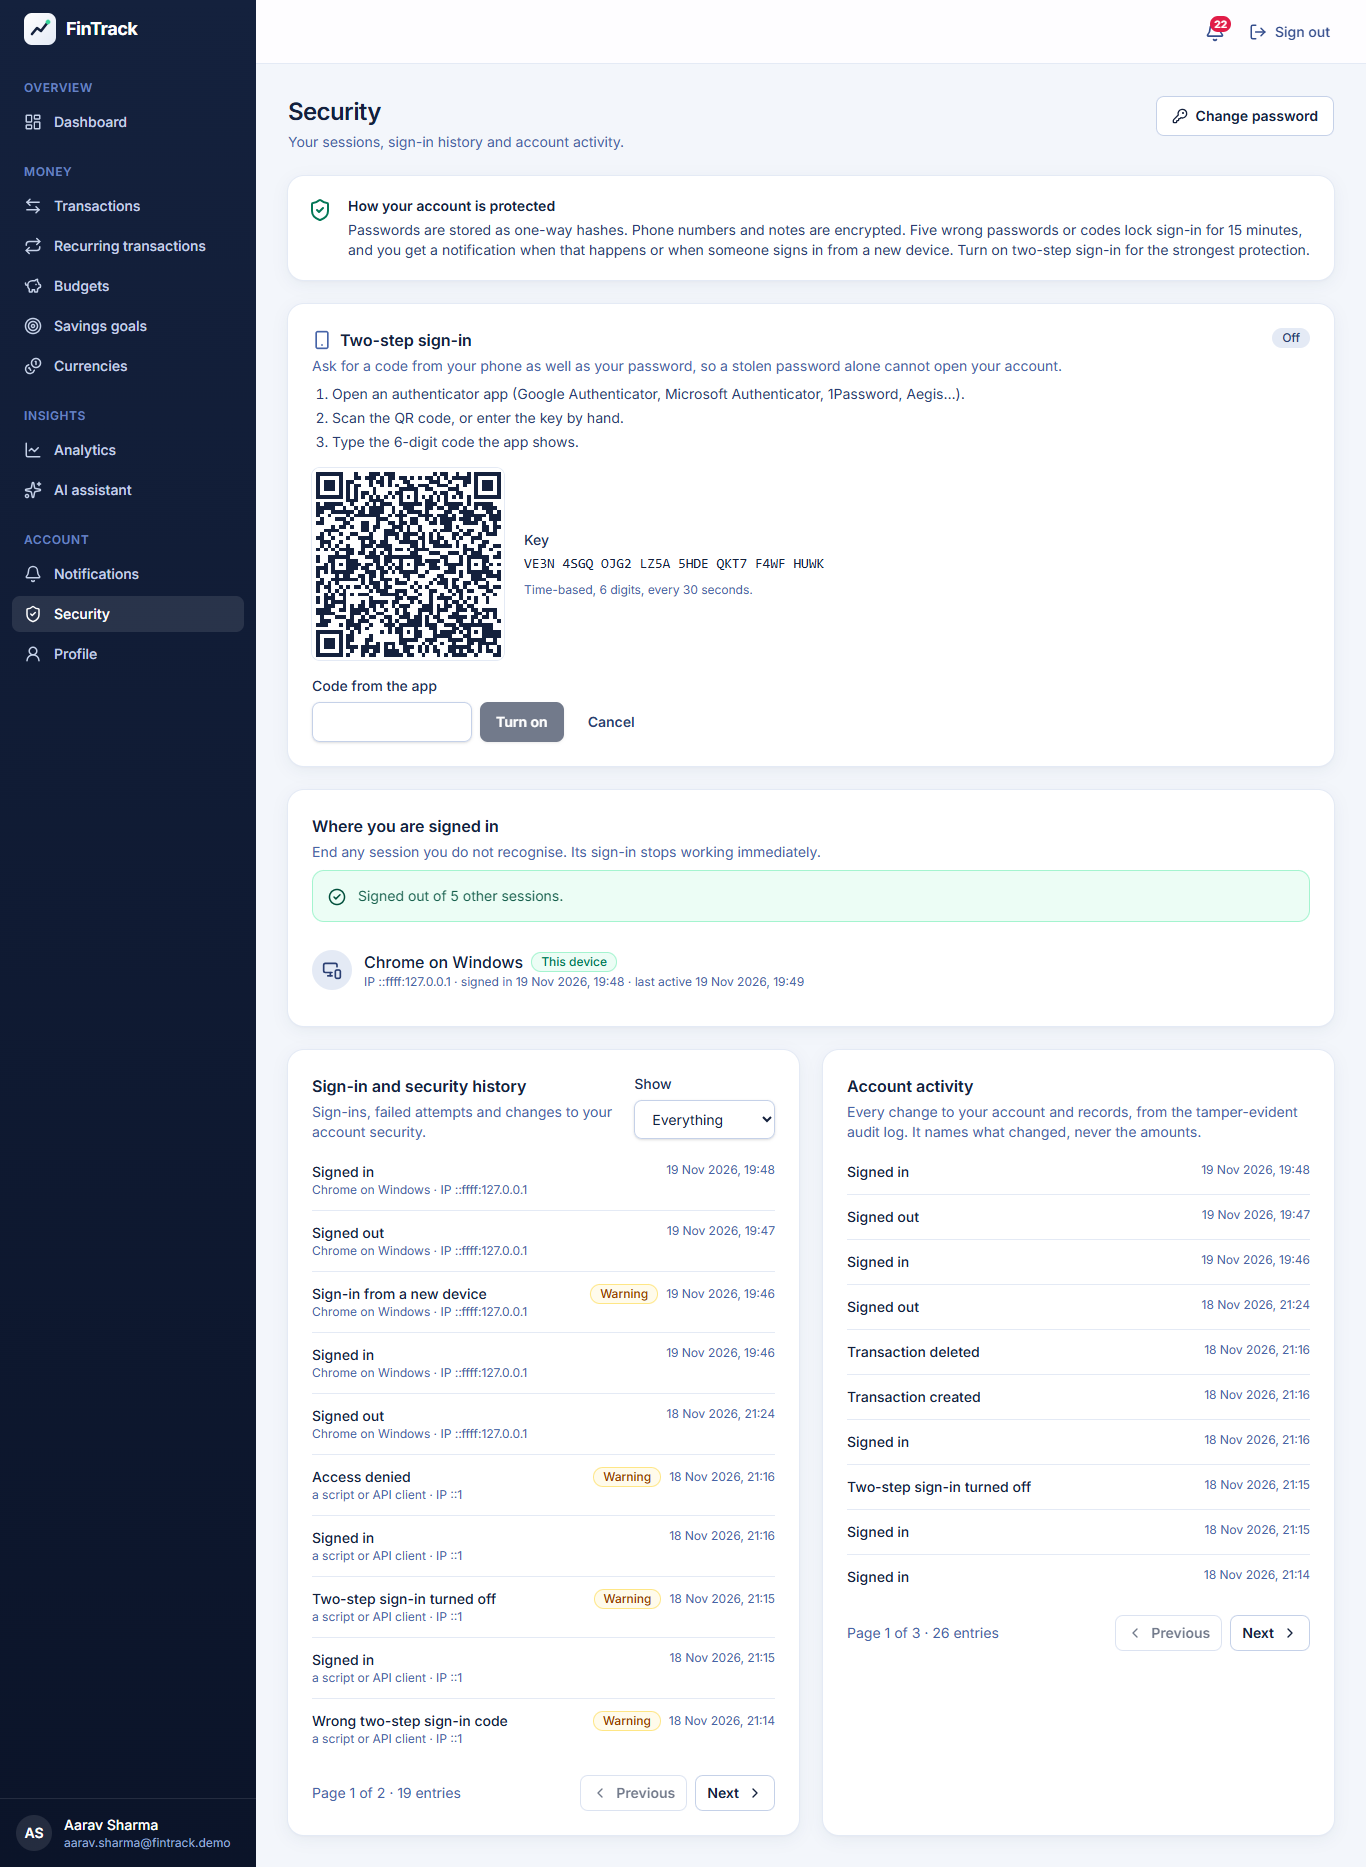 FinTrack
OVERVIEW
Dashboard
MONEY
Transactions
Recurring transactions
Budgets
Savings goals
Currencies
INSIGHTS
Analytics
AI assistant
ACCOUNT
Notifications
Security
Profile
AS
Aarav Sharma
aarav.sharma@fintrack.demo
22
Sign out
Security
Your sessions, sign-in history and account activity.
Change password
How your account is protected
Passwords are stored as one-way hashes. Phone numbers and notes are encrypted. Five wrong passwords or codes lock sign-in for 15 minutes,
and you get a notification when that happens or when someone signs in from a new device. Turn on two-step sign-in for the strongest protection.
Two-step sign-in
Off
Ask for a code from your phone as well as your password, so a stolen password alone cannot open your account.
1. Open an authenticator app (Google Authenticator, Microsoft Authenticator, 1Password, Aegis...).
2. Scan the QR code, or enter the key by hand.
3. Type the 6-digit code the app shows.
Key
VE3N 4SGQ OJG2 LZ5A 5HDE QKT7 F4WF HUWK
Time-based, 6 digits, every 30 seconds.
Code from the app
Turn on
Cancel
Where you are signed in
End any session you do not recognise. Its sign-in stops working immediately.
Signed out of 5 other sessions.
Chrome on Windows This device
IP ::ffff:127.0.0.1 · signed in 19 Nov 2026, 19:48 · last active 19 Nov 2026, 19:49
Sign-in and security history
Sign-ins, failed attempts and changes to your
account security.
Show
Everything
Signed in 19 Nov 2026, 19:48
Chrome on Windows · IP ::ffff:127.0.0.1
Signed out 19 Nov 2026, 19:47
Chrome on Windows · IP ::ffff:127.0.0.1
Sign-in from a new device Warning 19 Nov 2026, 19:46
Chrome on Windows · IP ::ffff:127.0.0.1
Signed in 19 Nov 2026, 19:46
Chrome on Windows · IP ::ffff:127.0.0.1
Signed out 18 Nov 2026, 21:24
Chrome on Windows · IP ::ffff:127.0.0.1
Access denied Warning 18 Nov 2026, 21:16
a script or API client · IP ::1
Signed in 18 Nov 2026, 21:16
a script or API client · IP ::1
Two-step sign-in turned off Warning 18 Nov 2026, 21:15
a script or API client · IP ::1
Signed in 18 Nov 2026, 21:15
a script or API client · IP ::1
Wrong two-step sign-in code Warning 18 Nov 2026, 21:14
a script or API client · IP ::1
Page 1 of 2 · 19 entries Previous Next
Account activity
Every change to your account and records, from the tamper-evident
audit log. It names what changed, never the amounts.
Signed in 19 Nov 2026, 19:48
Signed out 19 Nov 2026, 19:47
Signed in 19 Nov 2026, 19:46
Signed out 18 Nov 2026, 21:24
Transaction deleted 18 Nov 2026, 21:16
Transaction created 18 Nov 2026, 21:16
Signed in 18 Nov 2026, 21:16
Two-step sign-in turned off 18 Nov 2026, 21:15
Signed in 18 Nov 2026, 21:15
Signed in 18 Nov 2026, 21:14
Page 1 of 3 · 26 entries Previous Next